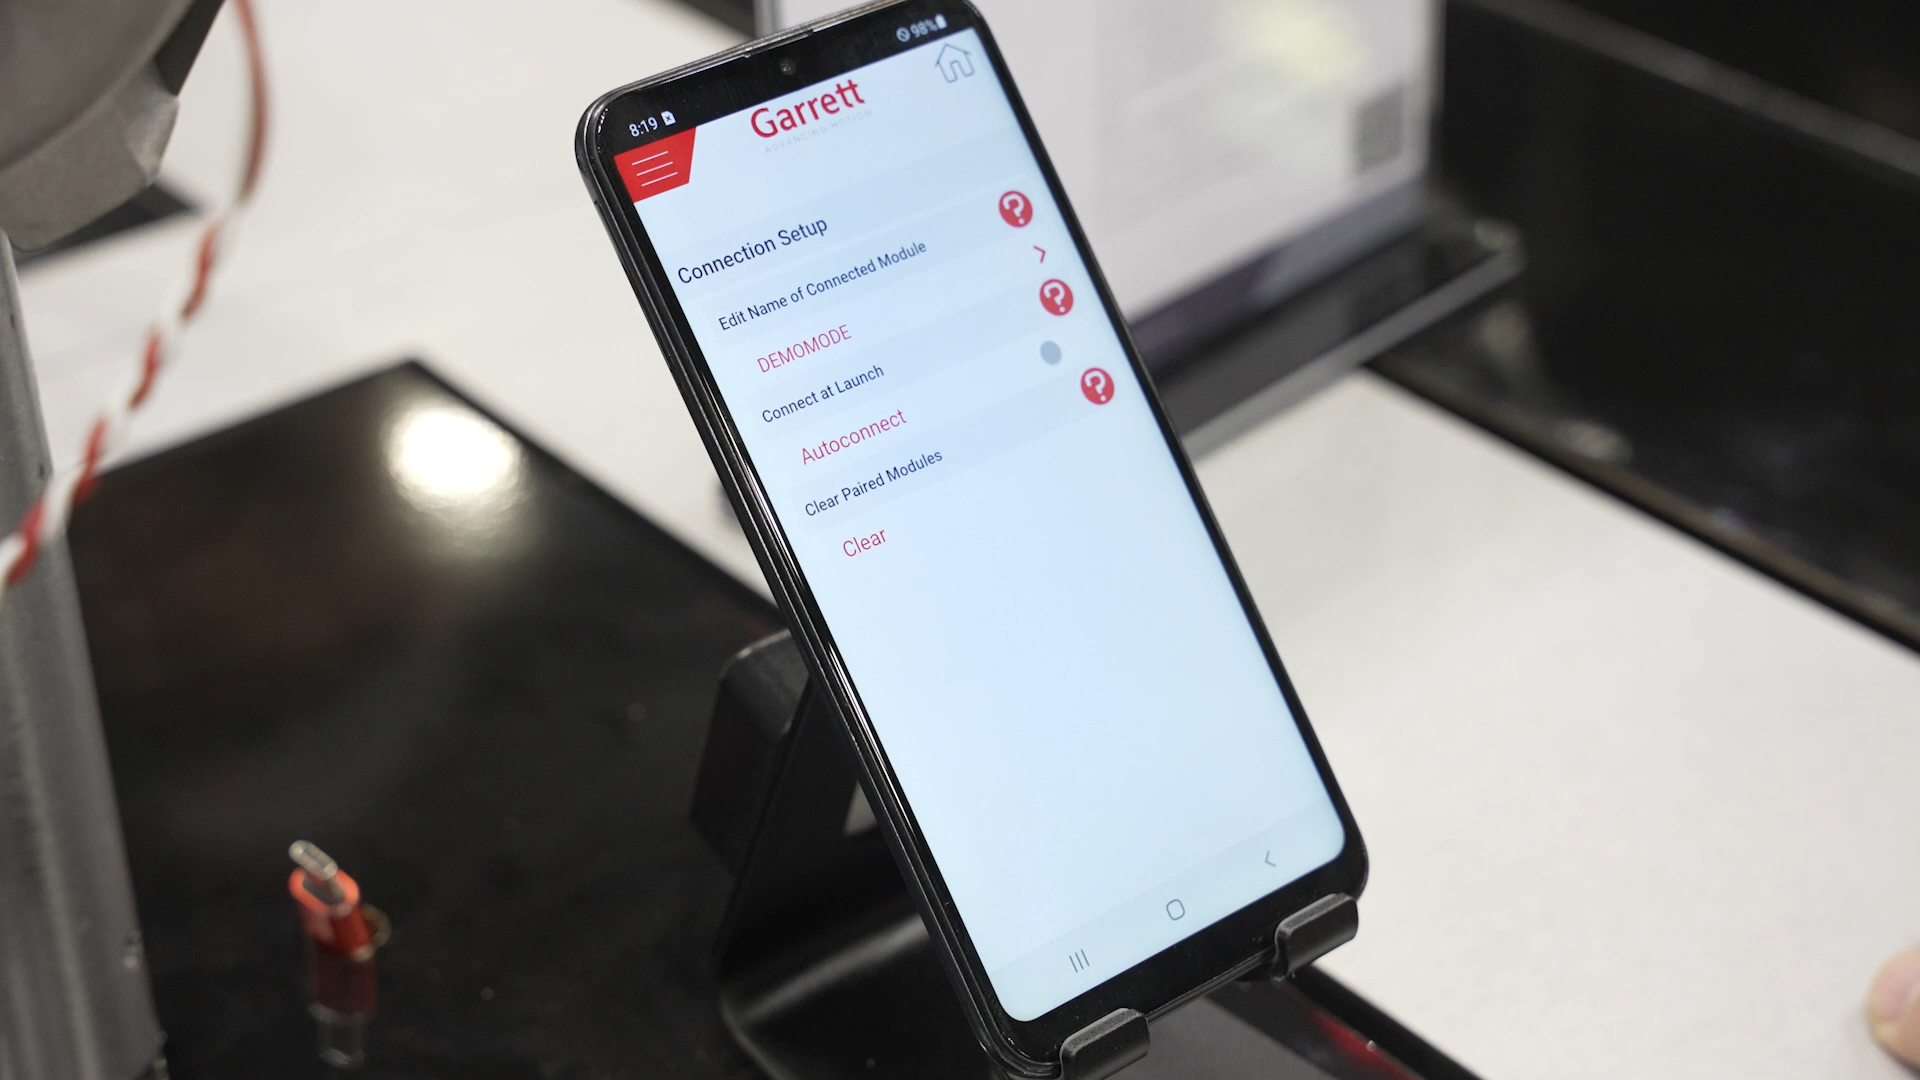 8:19
98%
Garrett
ADVANCING MOTION
Connection Setup
Edit Name of Connected Module
DEMOMODE
Connect at Launch
Autoconnect
Clear Paired Modules
Clear